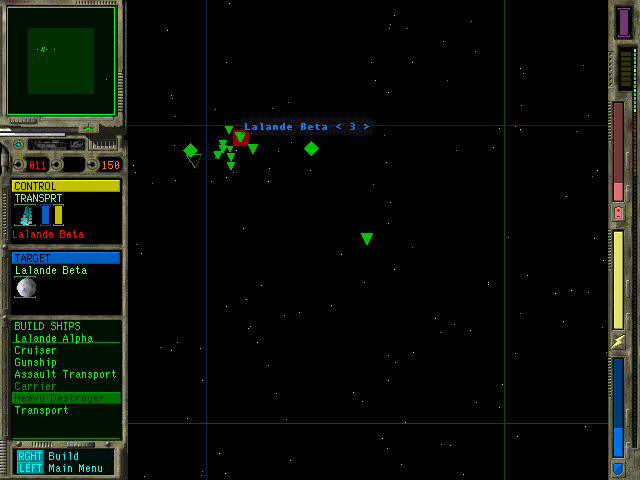 Lalande Beta < 3 >
011
150
CONTROL
TRANSPRT
Lalande Beta
TARGET
Lalande Beta
BUILD SHIPS
Lalande Alpha
Cruiser
Gunship
Assault Transport
Carrier
Heavy Destroyer
Transport
RGHT Build
LEFT Main Menu